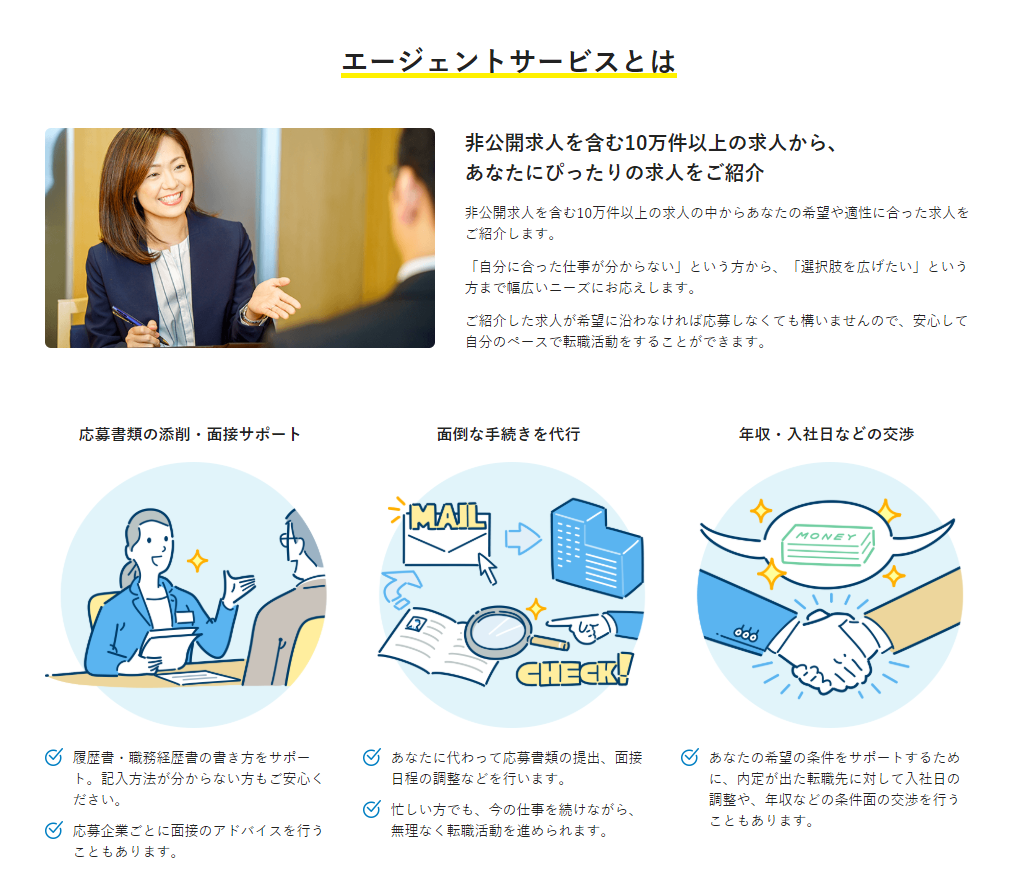 エージェントサービスとは
非公開求人を含む10万件以上の求人から、
あなたにぴったりの求人をご紹介
非公開求人を含む10万件以上の求人の中からあなたの希望や適性に合った求人を
ご紹介します。
「自分に合った仕事が分からない」という方から、「選択肢を広げたい」という
方まで幅広いニーズにお応えします。
ご紹介した求人が希望に沿わなければ応募しなくても構いませんので、安心して
自分のペースで転職活動をすることができます。
応募書類の添削・面接サポート
履歴書・職務経歴書の書き方をサポー
ト。記入方法が分からない方もご安心く
ださい。
応募企業ごとに面接のアドバイスを行う
こともあります。
面倒な手続きを代行
MAIL
CHECK!
あなたに代わって応募書類の提出、面接
日程の調整などを行います。
忙しい方でも、今の仕事を続けながら、
無理なく転職活動を進められます。
年収・入社日などの交渉
MONEY
あなたの希望の条件をサポートするため
に、内定が出た転職先に対して入社日の
調整や、年収などの条件面の交渉を行う
こともあります。